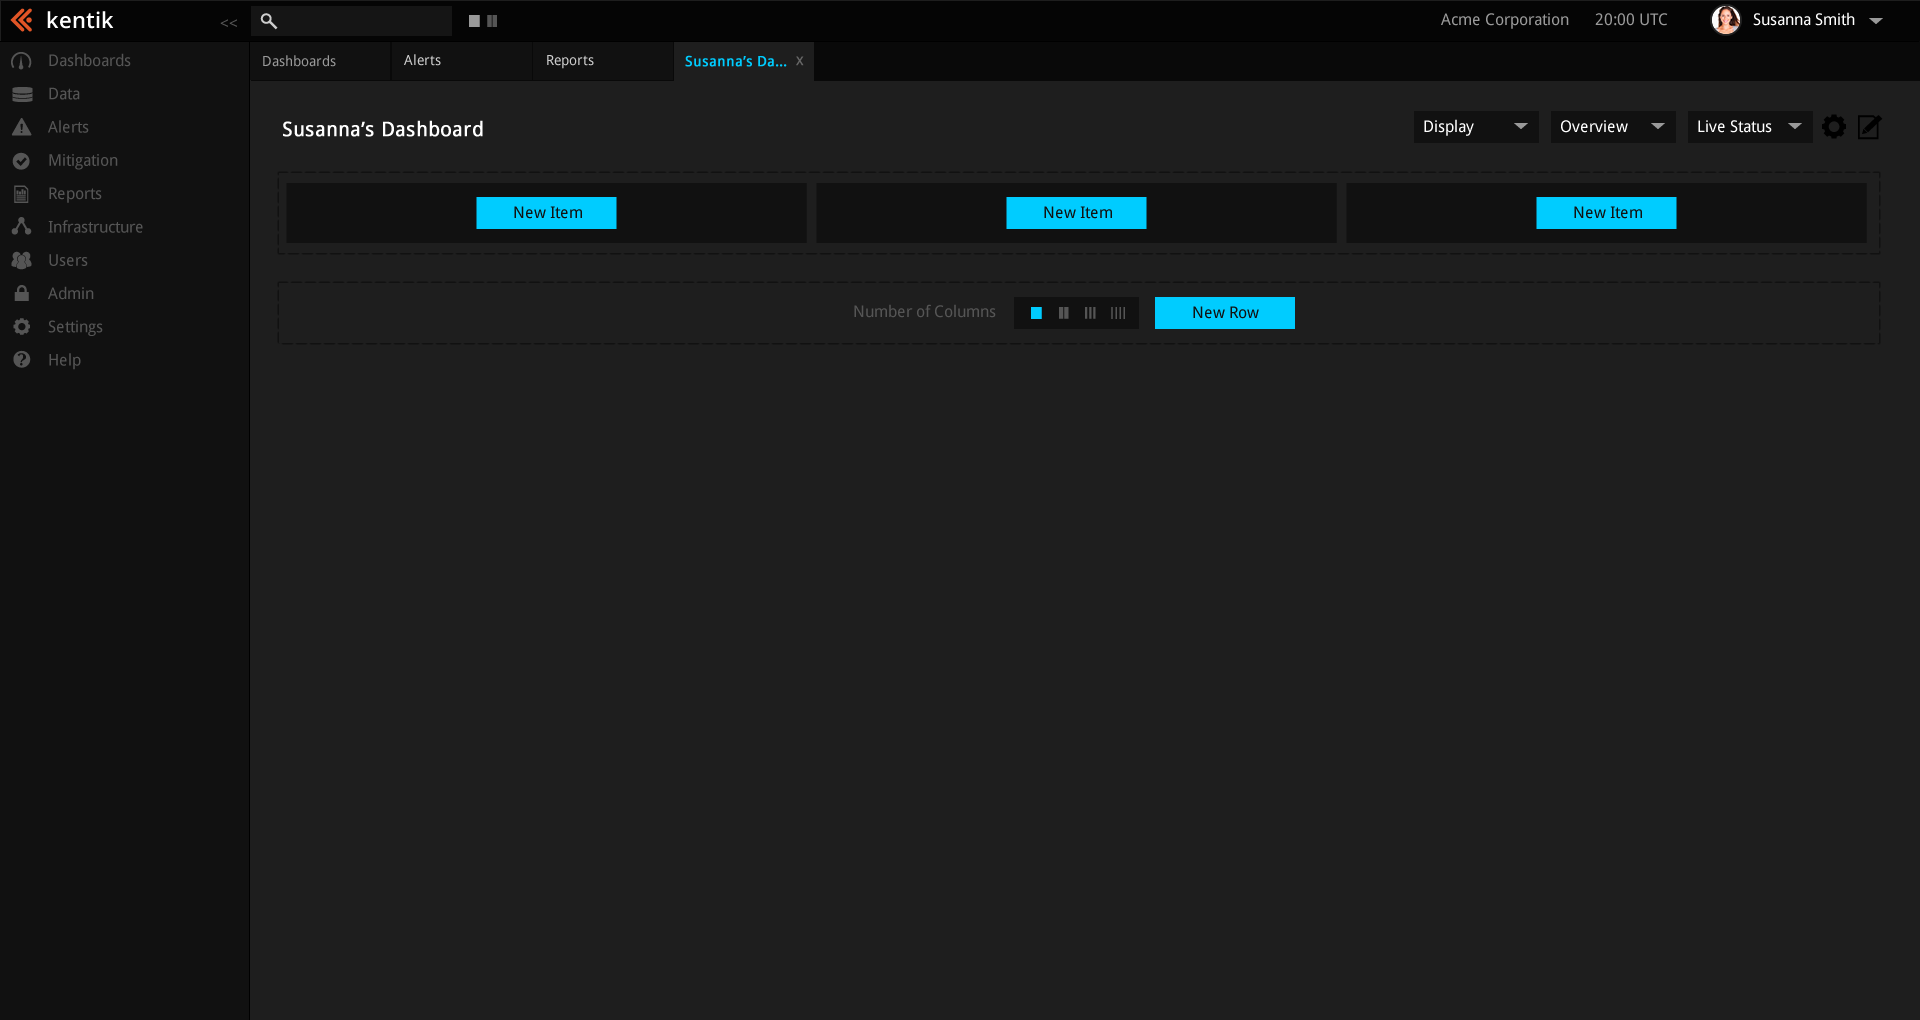 kentik
<<
Acme Corporation
20:00 UTC
Susanna Smith
Dashboards
Data
Alerts
Mitigation
Reports
Infrastructure
Users
Admin
Settings
Help
Dashboards
Alerts
Reports
Susanna’s Da... X
Susanna’s Dashboard
Display
Overview
Live Status
New Item
New Item
New Item
Number of Columns
New Row